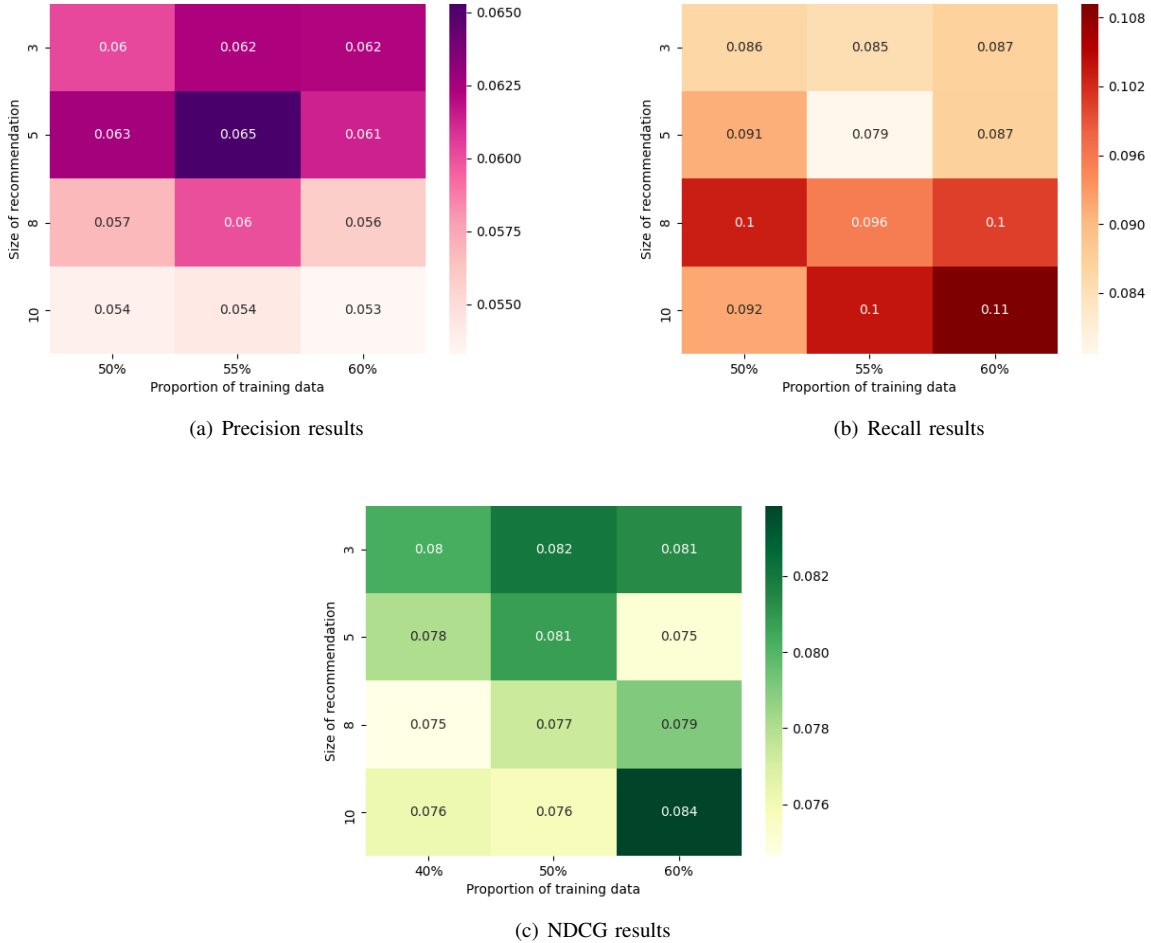 3 0.06 0.062 0.062
5 0.063 0.065 0.061
8 0.057 0.06 0.056
10 0.054 0.054 0.053
Size of recommendation
50% 55% 60%
Proportion of training data
0.0650
0.0625
0.0600
0.0575
0.0550
(a) Precision results
3 0.086 0.085 0.087
5 0.091 0.079 0.087
8 0.1 0.096 0.1
10 0.092 0.1 0.11
Size of recommendation
50% 55% 60%
Proportion of training data
0.108
0.102
0.096
0.090
0.084
(b) Recall results
3 0.08 0.082 0.081
5 0.078 0.081 0.075
8 0.075 0.077 0.079
10 0.076 0.076 0.084
Size of recommendation
40% 50% 60%
Proportion of training data
0.082
0.080
0.078
0.076
(c) NDCG results